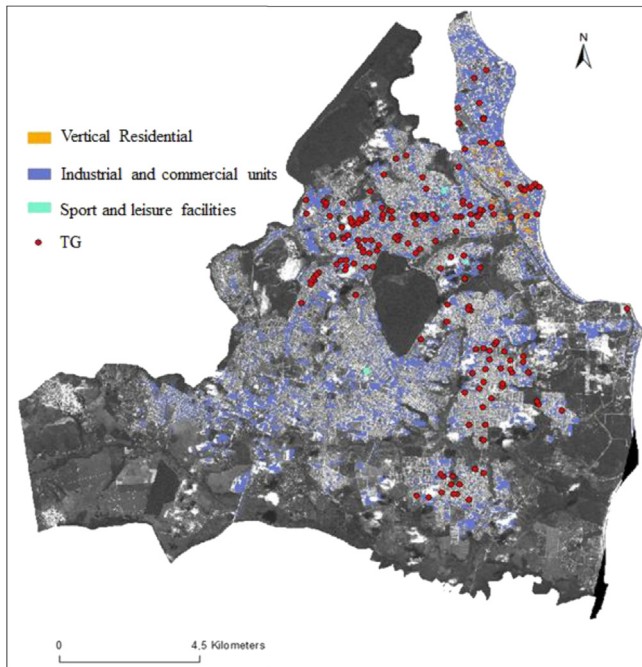 N
Vertical Residential
Industrial and commercial units
Sport and leisure facilities
TG
0 4,5 Kilometers